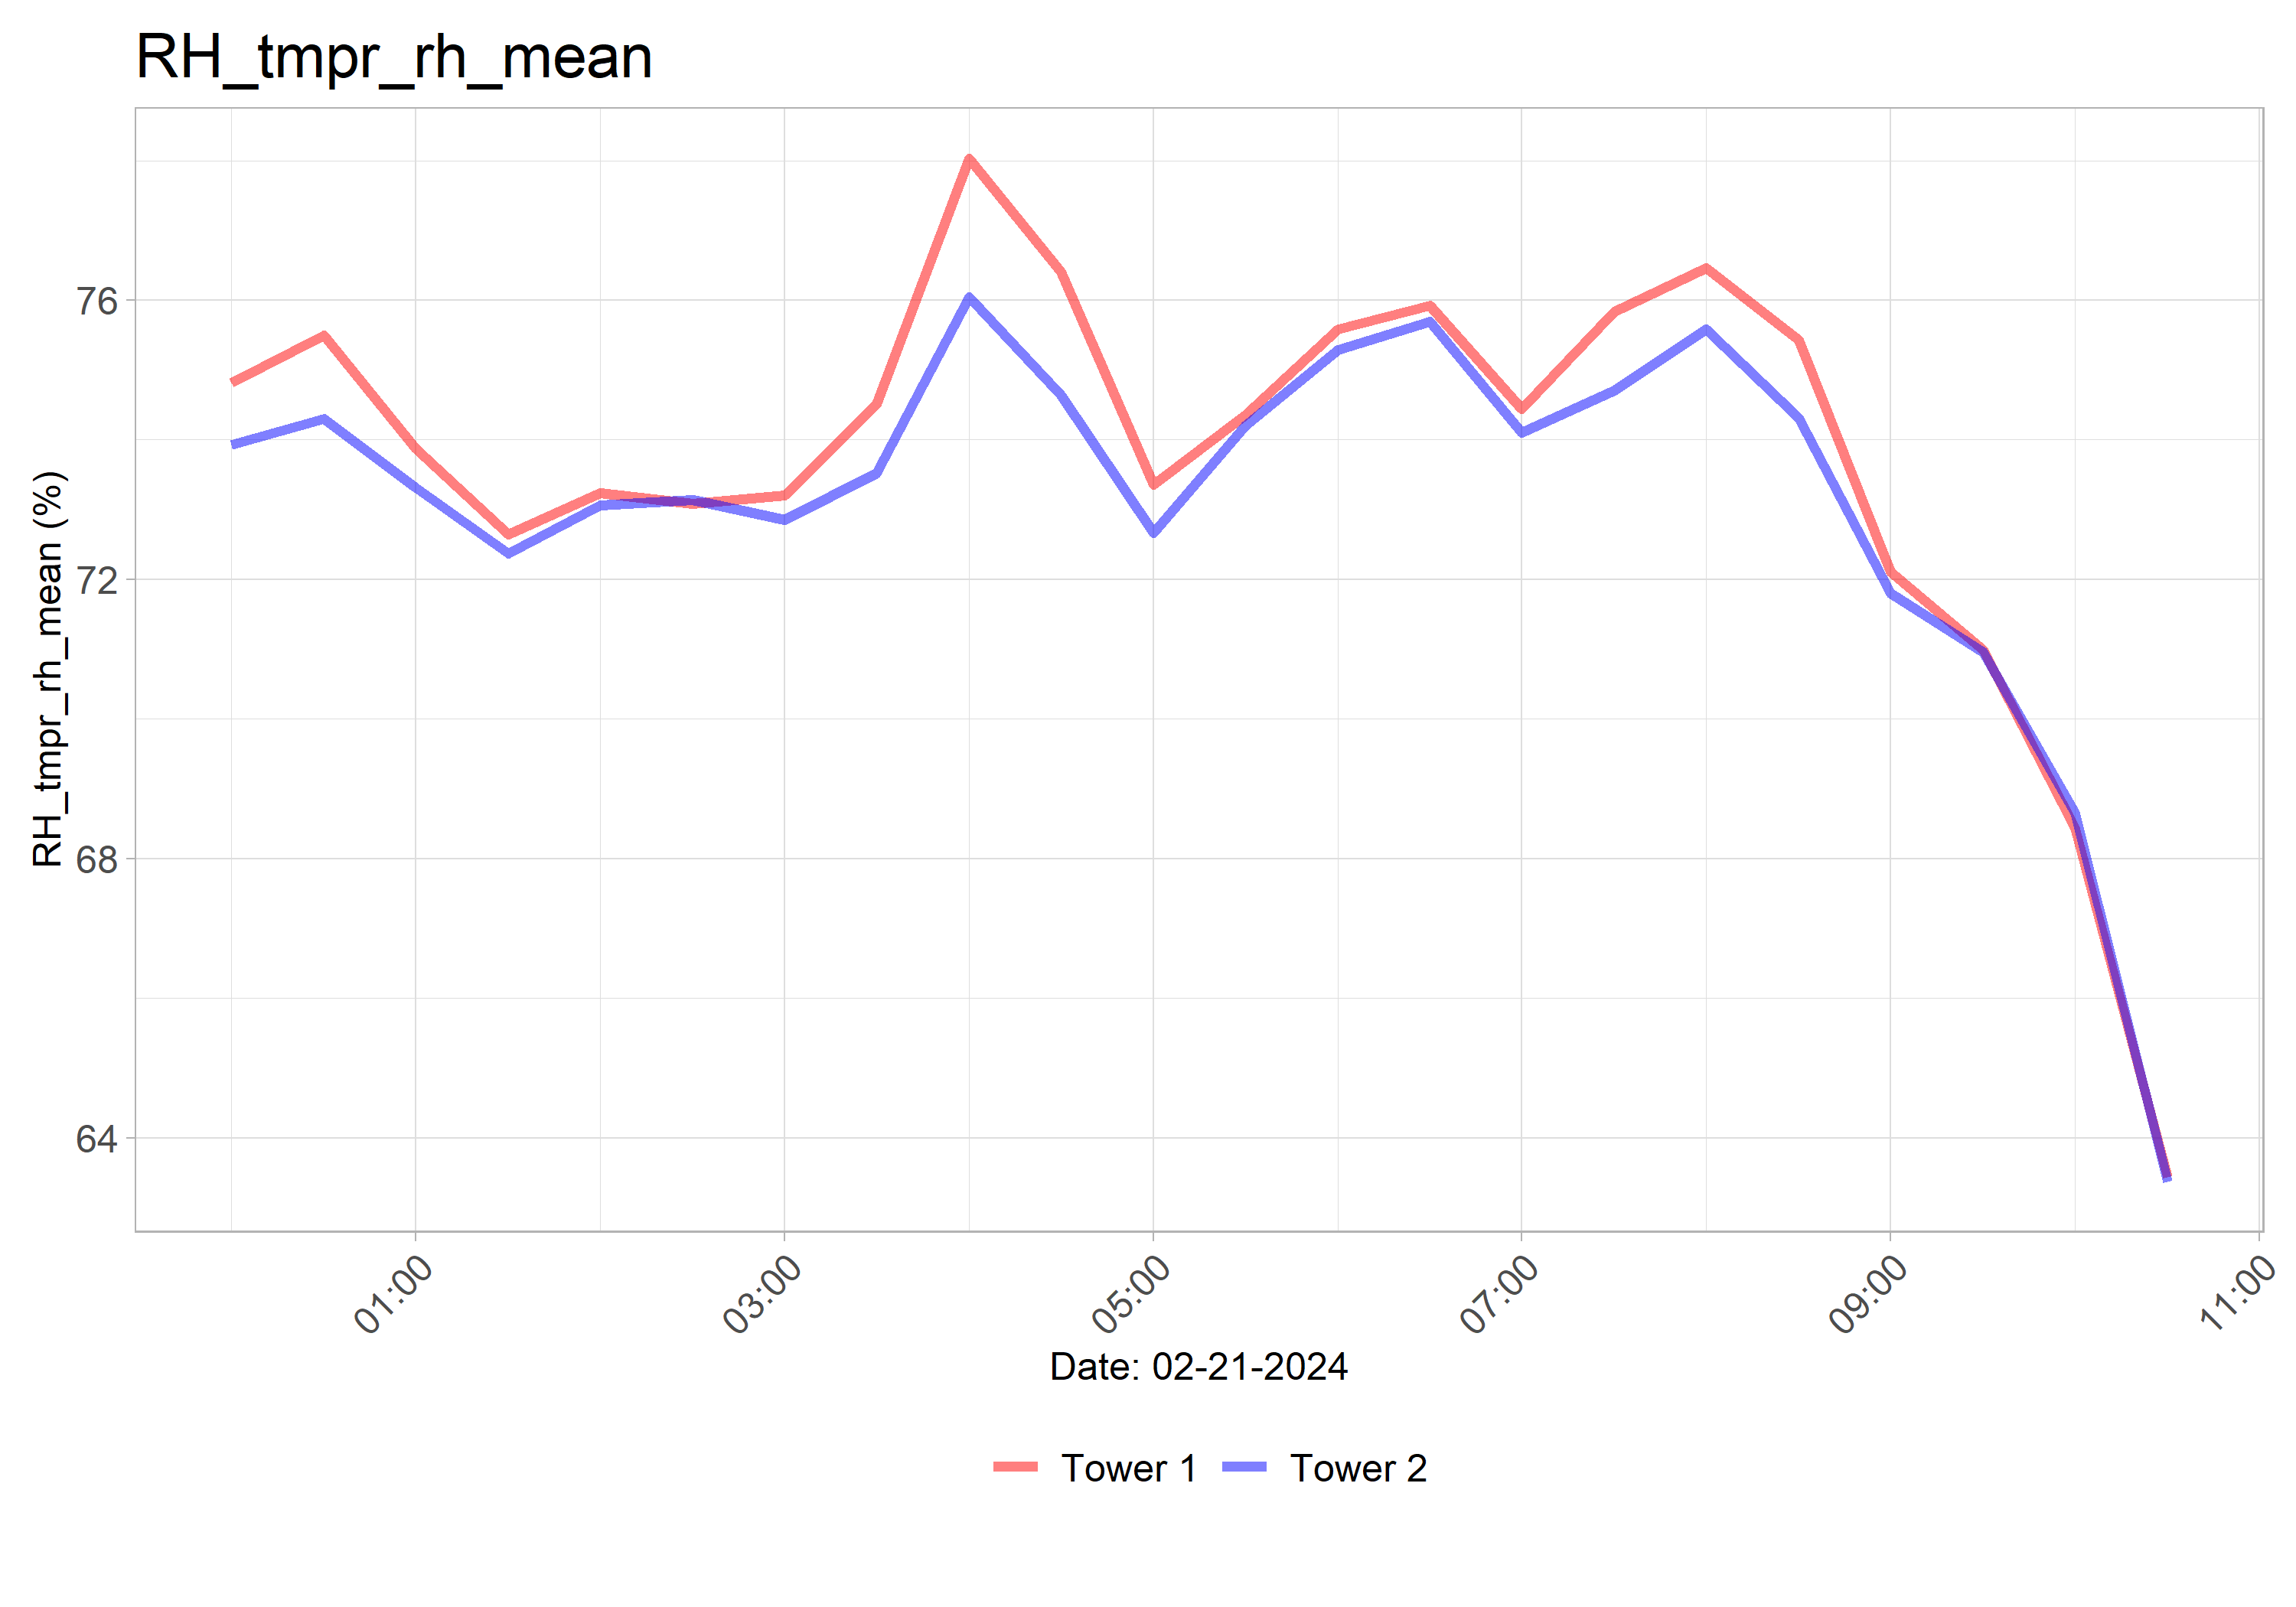 RH_tmpr_rh_mean
RH_tmpr_rh_mean (%)
76
72
68
64
01:00 03:00 05:00 07:00 09:00 11:00
Date: 02-21-2024
Tower 1 Tower 2